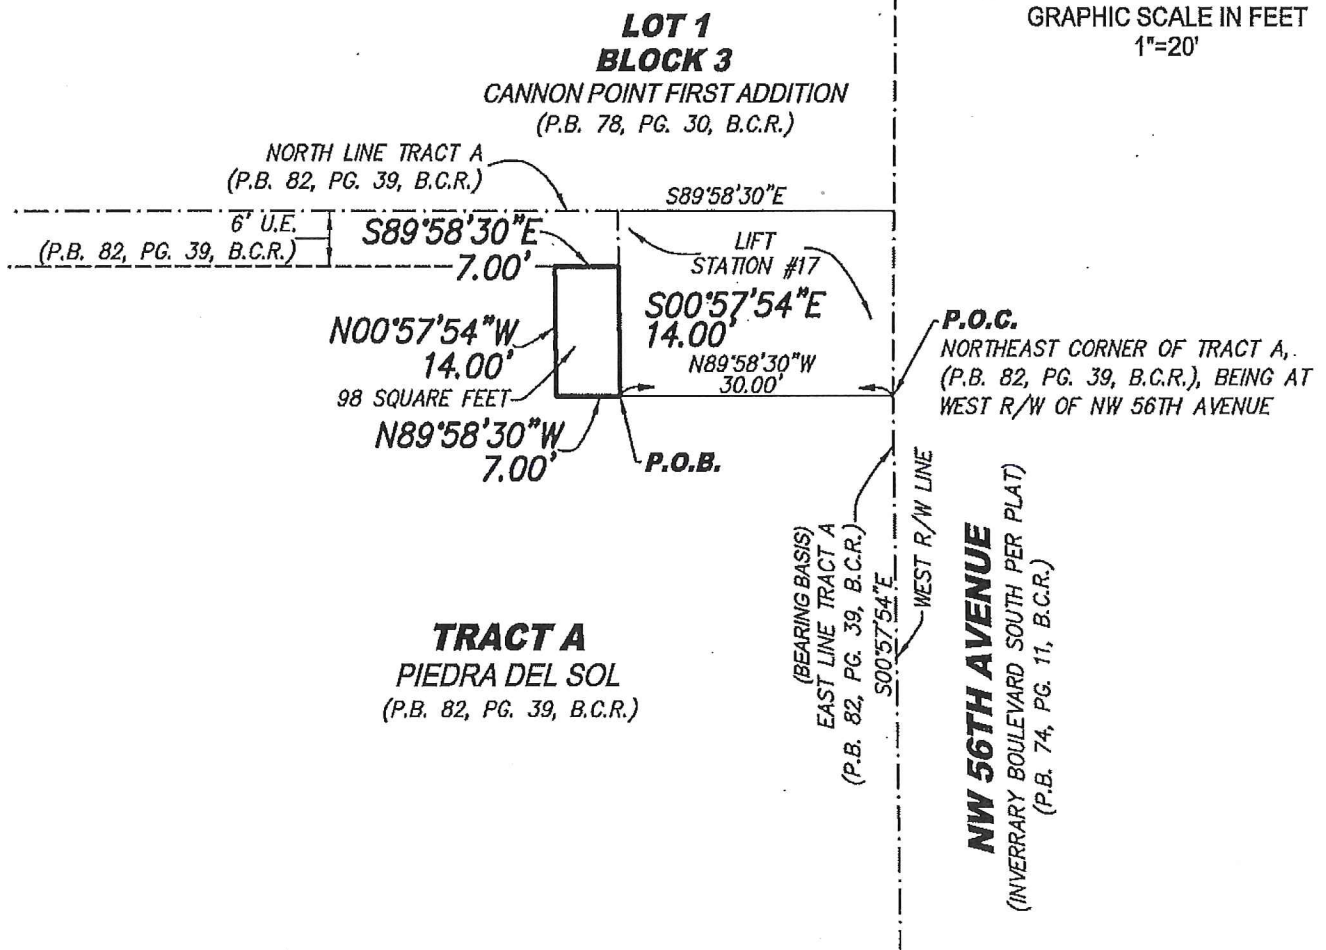 GRAPHIC SCALE IN FEET
1"=20'
LOT 1
BLOCK 3
CANNON POINT FIRST ADDITION
(P.B. 78, PG. 30, B.C.R.)
NORTH LINE TRACT A
(P.B. 82, PG. 39, B.C.R.)
S89°58'30"E
6' U.E.
(P.B. 82, PG. 39, B.C.R.)
S89°58'30"E
7.00'
LIFT
STATION #17
S00°57'54"E
14.00'
N00°57'54"W
14.00'
98 SQUARE FEET
N89°58'30"W
30.00'
P.O.C.
NORTHEAST CORNER OF TRACT A,
(P.B. 82, PG. 39, B.C.R.), BEING AT
WEST R/W OF NW 56TH AVENUE
N89°58'30"W
7.00'
P.O.B.
(BEARING BASIS)
EAST LINE TRACT A
(P.B. 82, PG. 39, B.C.R.)
S00°57'54"E
WEST R/W LINE
NW 56TH AVENUE
(INVERRARY BOULEVARD SOUTH PER PLAT)
(P.B. 74, PG. 11, B.C.R.)
TRACT A
PIEDRA DEL SOL
(P.B. 82, PG. 39, B.C.R.)